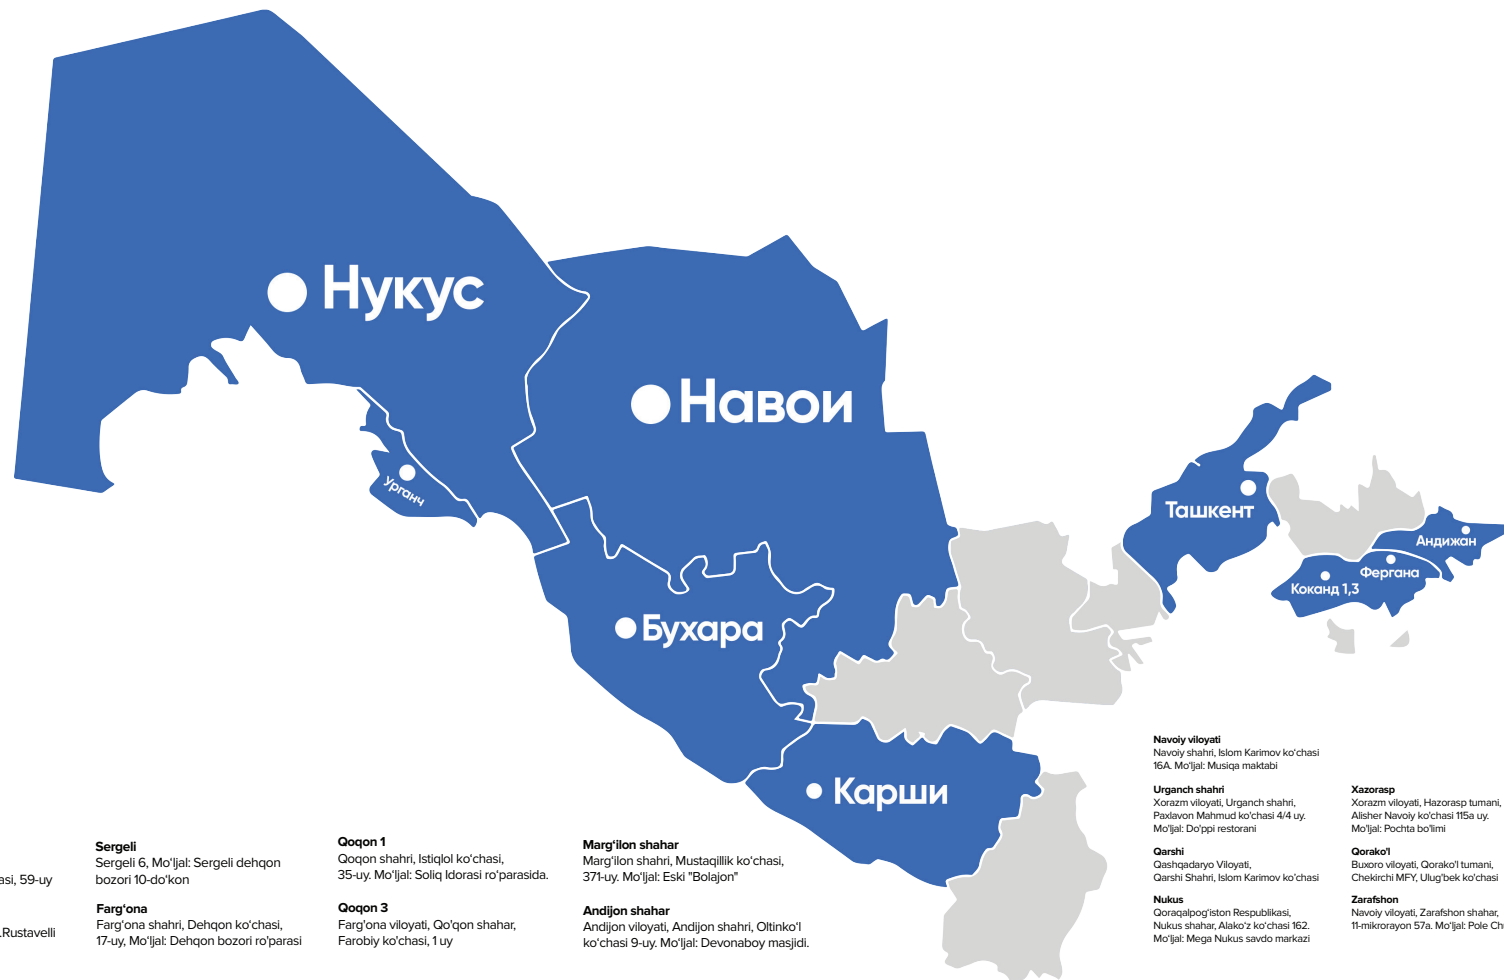 Нукус
Навои
Урганч
Ташкент
Андижан
Фергана
Коканд 1,3
Бухара
Карши
asi, 59-uy
.Rustavelli
Sergeli
Sergeli 6, Mo'ljal: Sergeli dehqon
bozori 10-do'kon
Farg'ona
Farg'ona shahri, Dehqon ko'chasi,
17-uy, Mo'ljal: Dehqon bozori ro'parasi
Qoqon 1
Qoqon shahri, Istiqlol ko'chasi,
35-uy. Mo'ljal: Soliq Idorasi ro'parasida.
Qoqon 3
Farg'ona viloyati, Qo'qon shahar,
Farobiy ko'chasi, 1 uy
Marg'ilon shahar
Marg'ilon shahri, Mustaqillik ko'chasi,
371-uy. Mo'ljal: Eski "Bolajon"
Andijon shahar
Andijon viloyati, Andijon shahri, Oltinko'l
ko'chasi 9-uy. Mo'ljal: Devonaboy masjidi.
Navoiy viloyati
Navoiy shahri, Islom Karimov ko'chasi
16A. Mo'ljal: Musiqa maktabi
Urganch shahri
Xorazm viloyati, Urganch shahri,
Paxlavon Mahmud ko'chasi 4/4 uy.
Mo'ljal: Do'ppi restorani
Qarshi
Qashqadaryo Viloyati,
Qarshi Shahri, Islom Karimov ko'chasi
Nukus
Qoraqalpog'iston Respublikasi,
Nukus shahar, Alako'z ko'chasi 162.
Mo'ljal: Mega Nukus savdo markazi
Xazorasp
Xorazm viloyati, Hazorasp tumani,
Alisher Navoiy ko'chasi 115a uy.
Mo'ljal: Pochta bo'limi
Qorako'l
Buxoro viloyati, Qorako'l tumani,
Chekirchi MFY, Ulug'bek ko'chasi
Zarafshon
Navoiy viloyati, Zarafshon shahar,
11-mikrorayon 57a. Mo'ljal: Pole